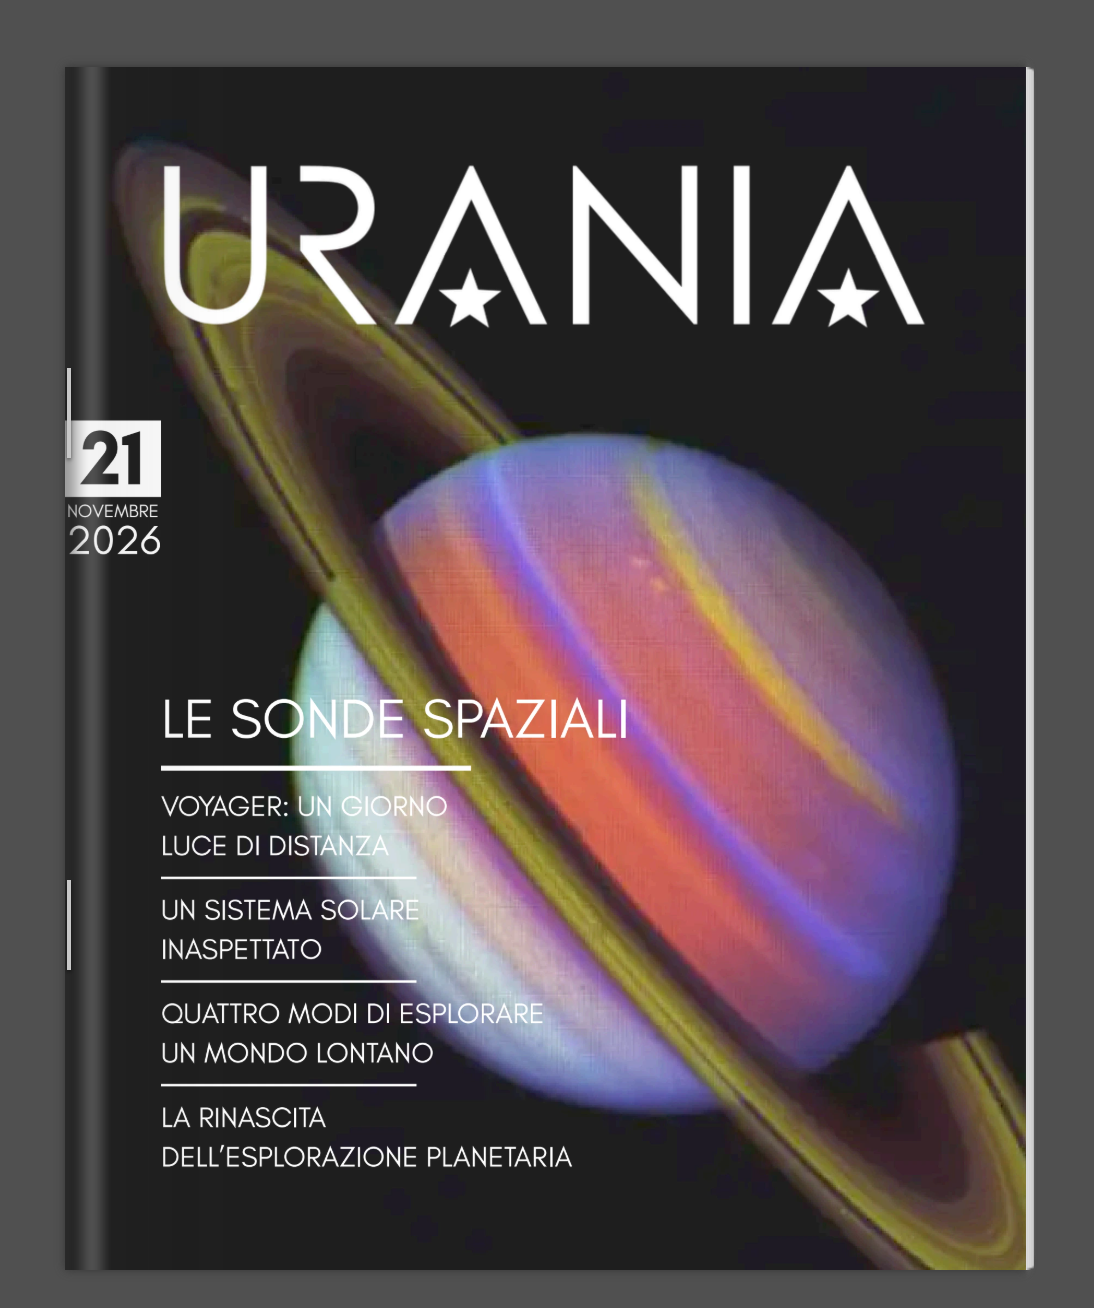 URANIA
21
NOVEMBRE
2026
LE SONDE SPAZIALI
VOYAGER: UN GIORNO
LUCE DI DISTANZA
UN SISTEMA SOLARE
INASPETTATO
QUATTRO MODI DI ESPLORARE
UN MONDO LONTANO
LA RINASCITA
DELL'ESPLORAZIONE PLANETARIA